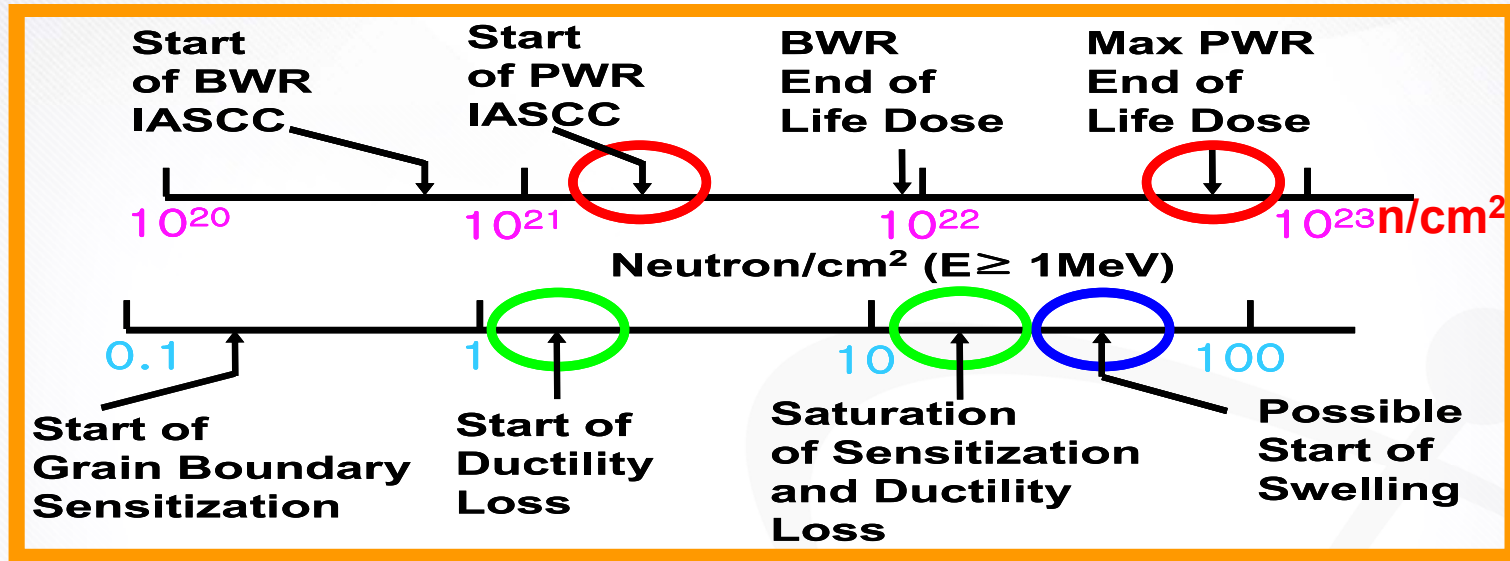 Start
of BWR
IASCC
Start
of PWR
IASCC
BWR
End of
Life Dose
Max PWR
End of
Life Dose
10²⁰
10²¹
10²²
10²³ n/cm²
Neutron/cm² (E≥ 1MeV)
0.1
1
10
100
Start of
Grain Boundary
Sensitization
Start of
Ductility
Loss
Saturation
of Sensitization
and Ductility
Loss
Possible
Start of
Swelling